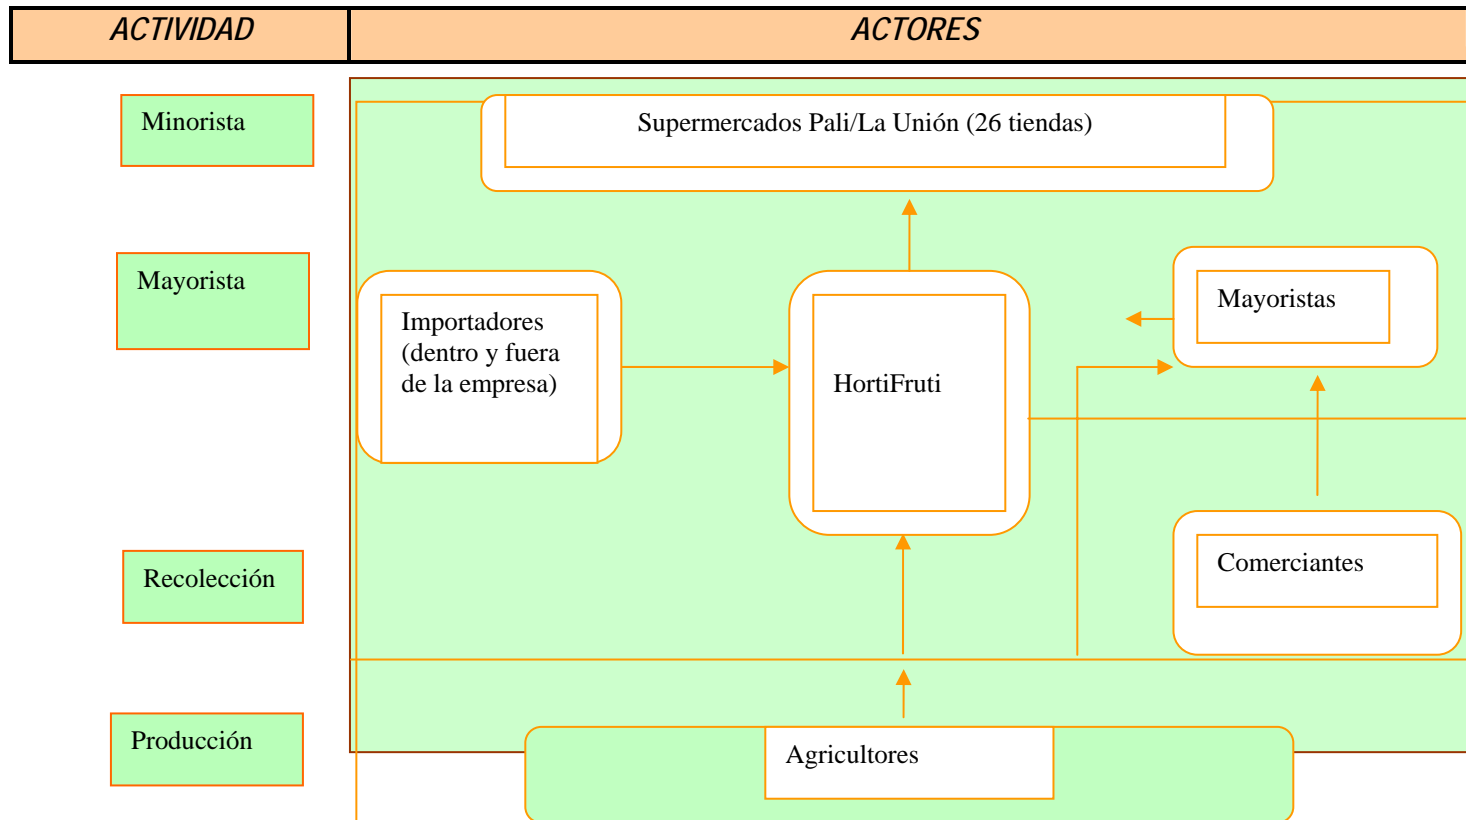 ACTIVIDAD
ACTORES
Minorista
Supermercados Pali/La Unión (26 tiendas)
Mayorista
Importadores
(dentro y fuera
de la empresa)
HortiFruti
Mayoristas
Recolección
Comerciantes
Producción
Agricultores